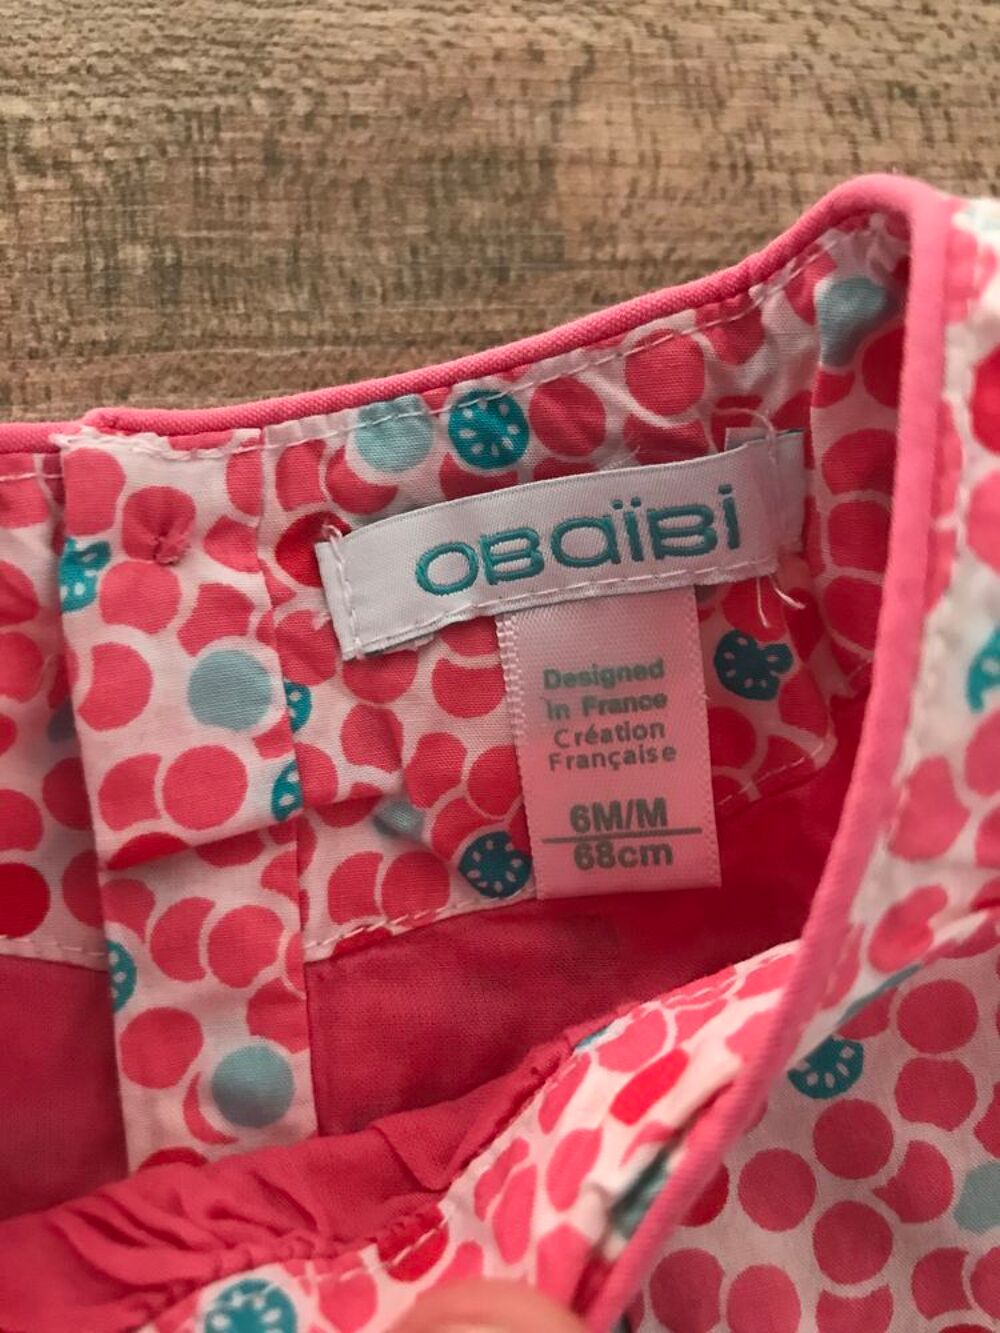 OBaïBi
Designed
in France
Création
Française
6M/M
68cm